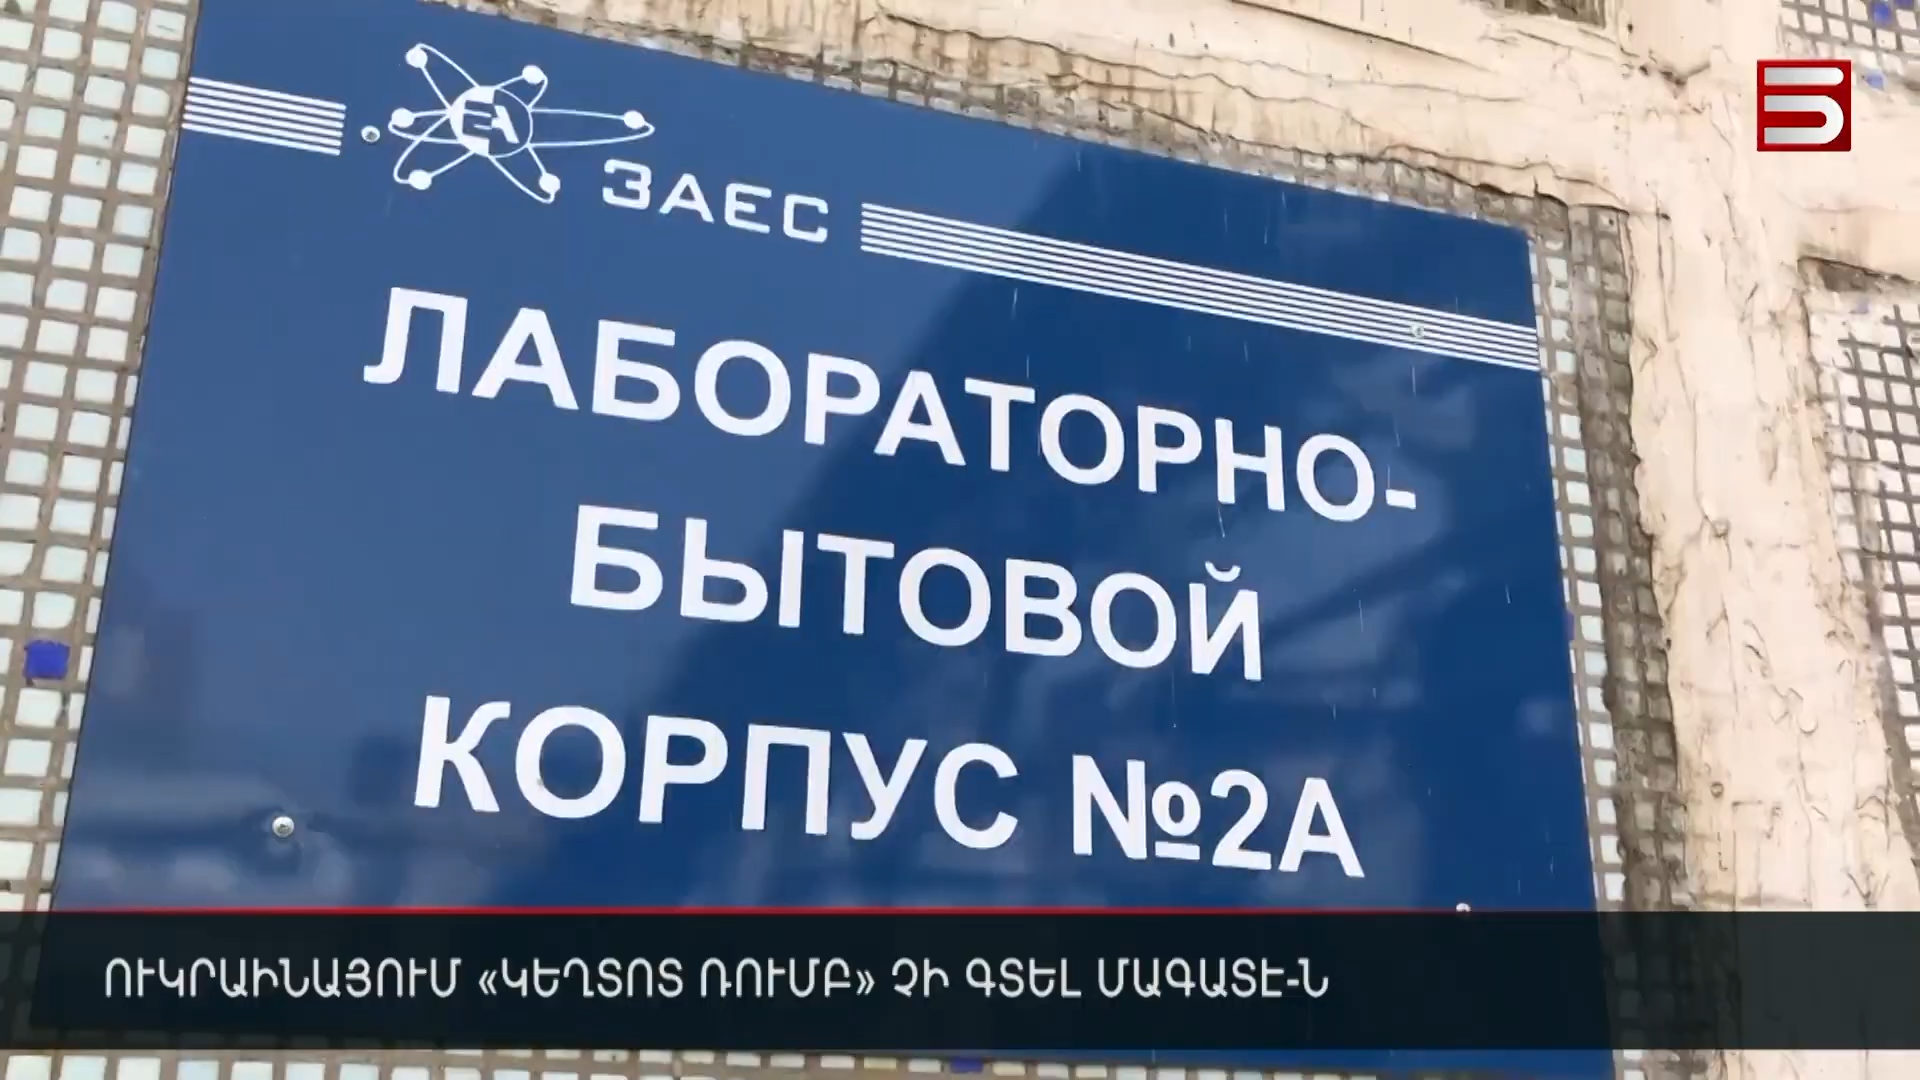 ЗАЕС
ЛАБОРАТОРНО-
БЫТОВОЙ
КОРПУС №2А
ՈՒԿՐԱԻՆԱՅՈՒՄ «ԿԵՂՏՈՏ ՌՈՒՄԲ» ՉԻ ԳՏԵԼ ՄԱԳԱՏԷ-Ն